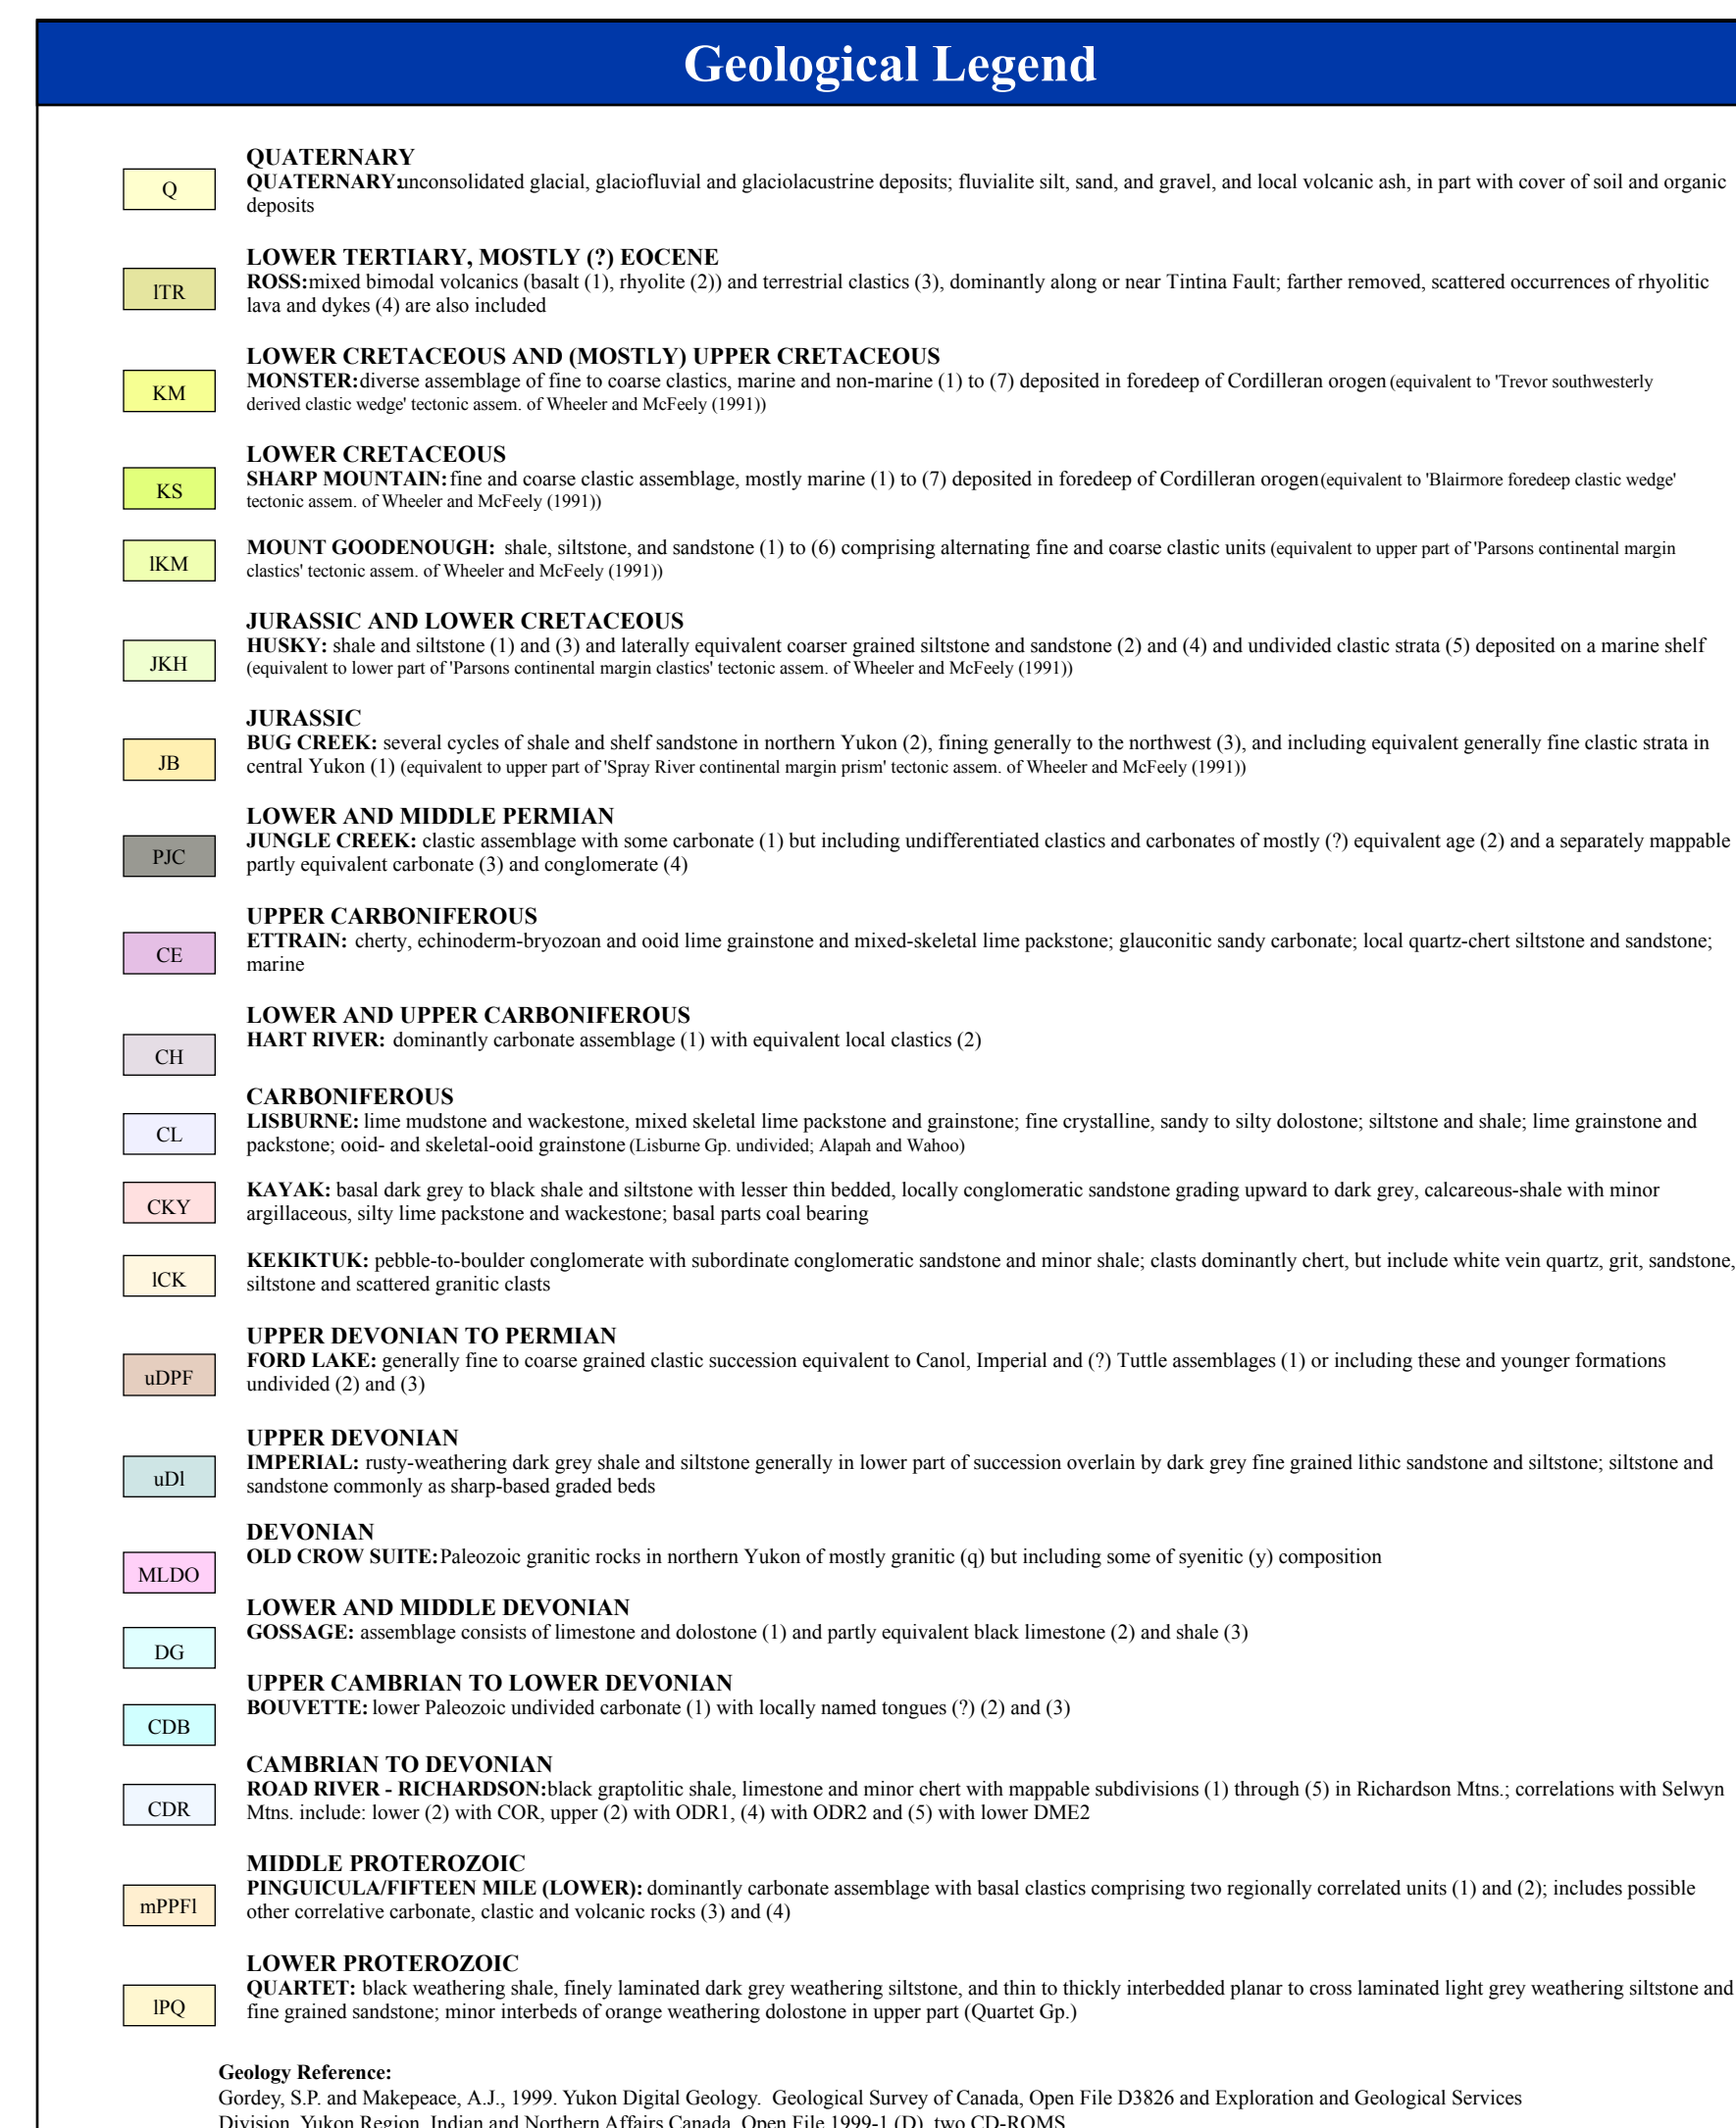 Geological Legend
QUATERNARY
Q
QUATERNARY:unconsolidated glacial, glaciofluvial and glaciolacustrine deposits; fluvialite silt, sand, and gravel, and local volcanic ash, in part with cover of soil and organic
deposits
LOWER TERTIARY, MOSTLY (?) EOCENE
lTR
ROSS:mixed bimodal volcanics (basalt (1), rhyolite (2)) and terrestrial clastics (3), dominantly along or near Tintina Fault; farther removed, scattered occurrences of rhyolitic
lava and dykes (4) are also included
LOWER CRETACEOUS AND (MOSTLY) UPPER CRETACEOUS
KM
MONSTER:diverse assemblage of fine to coarse clastics, marine and non-marine (1) to (7) deposited in foredeep of Cordilleran orogen (equivalent to 'Trevor southwesterly
derived clastic wedge' tectonic assem. of Wheeler and McFeely (1991))
LOWER CRETACEOUS
KS
SHARP MOUNTAIN: fine and coarse clastic assemblage, mostly marine (1) to (7) deposited in foredeep of Cordilleran orogen (equivalent to 'Blairmore foredeep clastic wedge'
tectonic assem. of Wheeler and McFeely (1991))
lKM
MOUNT GOODENOUGH: shale, siltstone, and sandstone (1) to (6) comprising alternating fine and coarse clastic units (equivalent to upper part of 'Parsons continental margin
clastics' tectonic assem. of Wheeler and McFeely (1991))
JURASSIC AND LOWER CRETACEOUS
JKH
HUSKY: shale and siltstone (1) and (3) and laterally equivalent coarser grained siltstone and sandstone (2) and (4) and undivided clastic strata (5) deposited on a marine shelf
(equivalent to lower part of 'Parsons continental margin clastics' tectonic assem. of Wheeler and McFeely (1991))
JURASSIC
JB
BUG CREEK: several cycles of shale and shelf sandstone in northern Yukon (2), fining generally to the northwest (3), and including equivalent generally fine clastic strata in
central Yukon (1) (equivalent to upper part of 'Spray River continental margin prism' tectonic assem. of Wheeler and McFeely (1991))
LOWER AND MIDDLE PERMIAN
PJC
JUNGLE CREEK: clastic assemblage with some carbonate (1) but including undifferentiated clastics and carbonates of mostly (?) equivalent age (2) and a separately mappable
partly equivalent carbonate (3) and conglomerate (4)
UPPER CARBONIFEROUS
CE
ETTRAIN: cherty, echinoderm-bryozoan and ooid lime grainstone and mixed-skeletal lime packstone; glauconitic sandy carbonate; local quartz-chert siltstone and sandstone;
marine
LOWER AND UPPER CARBONIFEROUS
CH
HART RIVER: dominantly carbonate assemblage (1) with equivalent local clastics (2)
CARBONIFEROUS
CL
LISBURNE: lime mudstone and wackestone, mixed skeletal lime packstone and grainstone; fine crystalline, sandy to silty dolostone; siltstone and shale; lime grainstone and
packstone; ooid- and skeletal-ooid grainstone (Lisburne Gp. undivided; Alapah and Wahoo)
CKY
KAYAK: basal dark grey to black shale and siltstone with lesser thin bedded, locally conglomeratic sandstone grading upward to dark grey, calcareous-shale with minor
argillaceous, silty lime packstone and wackestone; basal parts coal bearing
lCK
KEKIKTUK: pebble-to-boulder conglomerate with subordinate conglomeratic sandstone and minor shale; clasts dominantly chert, but include white vein quartz, grit, sandstone,
siltstone and scattered granitic clasts
UPPER DEVONIAN TO PERMIAN
uDPF
FORD LAKE: generally fine to coarse grained clastic succession equivalent to Canol, Imperial and (?) Tuttle assemblages (1) or including these and younger formations
undivided (2) and (3)
UPPER DEVONIAN
uDl
IMPERIAL: rusty-weathering dark grey shale and siltstone generally in lower part of succession overlain by dark grey fine grained lithic sandstone and siltstone; siltstone and
sandstone commonly as sharp-based graded beds
DEVONIAN
MLDO
OLD CROW SUITE:Paleozoic granitic rocks in northern Yukon of mostly granitic (q) but including some of syenitic (y) composition
LOWER AND MIDDLE DEVONIAN
DG
GOSSAGE: assemblage consists of limestone and dolostone (1) and partly equivalent black limestone (2) and shale (3)
UPPER CAMBRIAN TO LOWER DEVONIAN
CDB
BOUVETTE: lower Paleozoic undivided carbonate (1) with locally named tongues (?) (2) and (3)
CAMBRIAN TO DEVONIAN
CDR
ROAD RIVER - RICHARDSON:black graptolitic shale, limestone and minor chert with mappable subdivisions (1) through (5) in Richardson Mtns.; correlations with Selwyn
Mtns. include: lower (2) with COR, upper (2) with ODR1, (4) with ODR2 and (5) with lower DME2
MIDDLE PROTEROZOIC
mPPFl
PINGUICULA/FIFTEEN MILE (LOWER): dominantly carbonate assemblage with basal clastics comprising two regionally correlated units (1) and (2); includes possible
other correlative carbonate, clastic and volcanic rocks (3) and (4)
LOWER PROTEROZOIC
lPQ
QUARTET: black weathering shale, finely laminated dark grey weathering siltstone, and thin to thickly interbedded planar to cross laminated light grey weathering siltstone and
fine grained sandstone; minor interbeds of orange weathering dolostone in upper part (Quartet Gp.)
Geology Reference:
Gordey, S.P. and Makepeace, A.J., 1999. Yukon Digital Geology. Geological Survey of Canada, Open File D3826 and Exploration and Geological Services
Division, Yukon Region, Indian and Northern Affairs Canada, Open File 1999-1 (D), two CD-ROMS